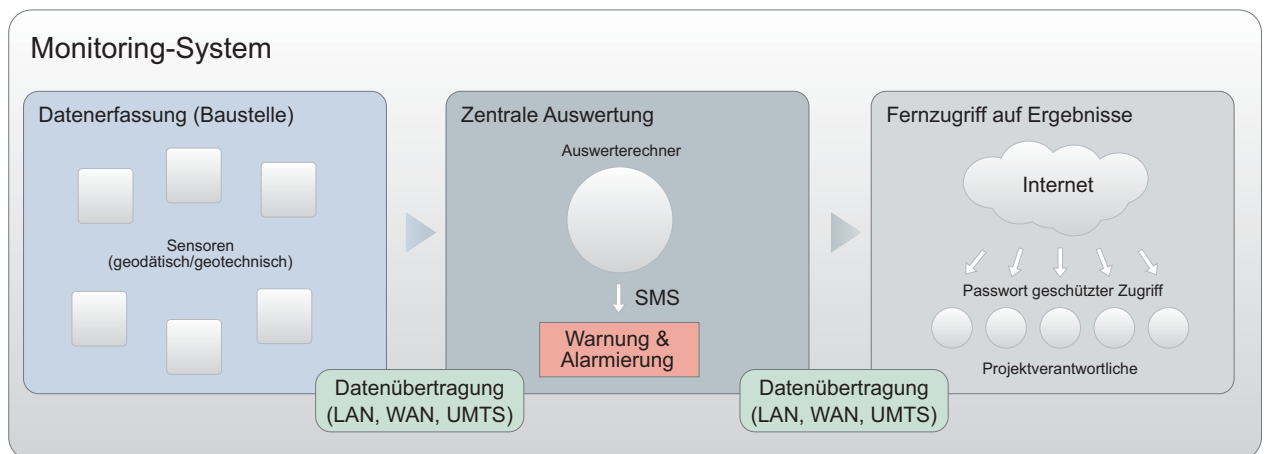 Monitoring-System
Datenerfassung (Baustelle)
Sensoren
(geodätisch/geotechnisch)
Datenübertragung
(LAN, WAN, UMTS)
Zentrale Auswertung
Auswerterechner
SMS
Warnung &
Alarmierung
Datenübertragung
(LAN, WAN, UMTS)
Fernzugriff auf Ergebnisse
Internet
Passwort geschützter Zugriff
Projektverantwortliche